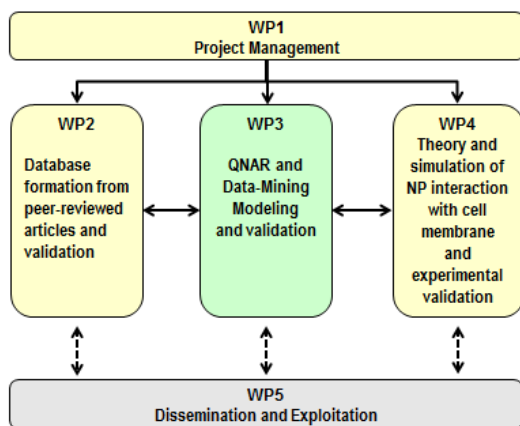 WP1
Project Management
WP2
Database
formation from
peer-reviewed
articles and
validation
WP3
QNAR and
Data-Mining
Modeling
and validation
WP4
Theory and
simulation of
NP interaction
with cell
membrane
and
experimental
validation
WP5
Dissemination and Exploitation